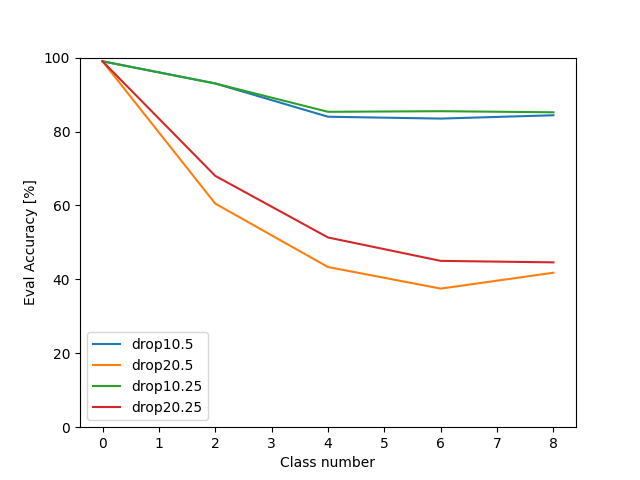 100
80
60
40
20
0
Eval Accuracy [%]
drop10.5
drop20.5
drop10.25
drop20.25
0 1 2 3 4 5 6 7 8
Class number